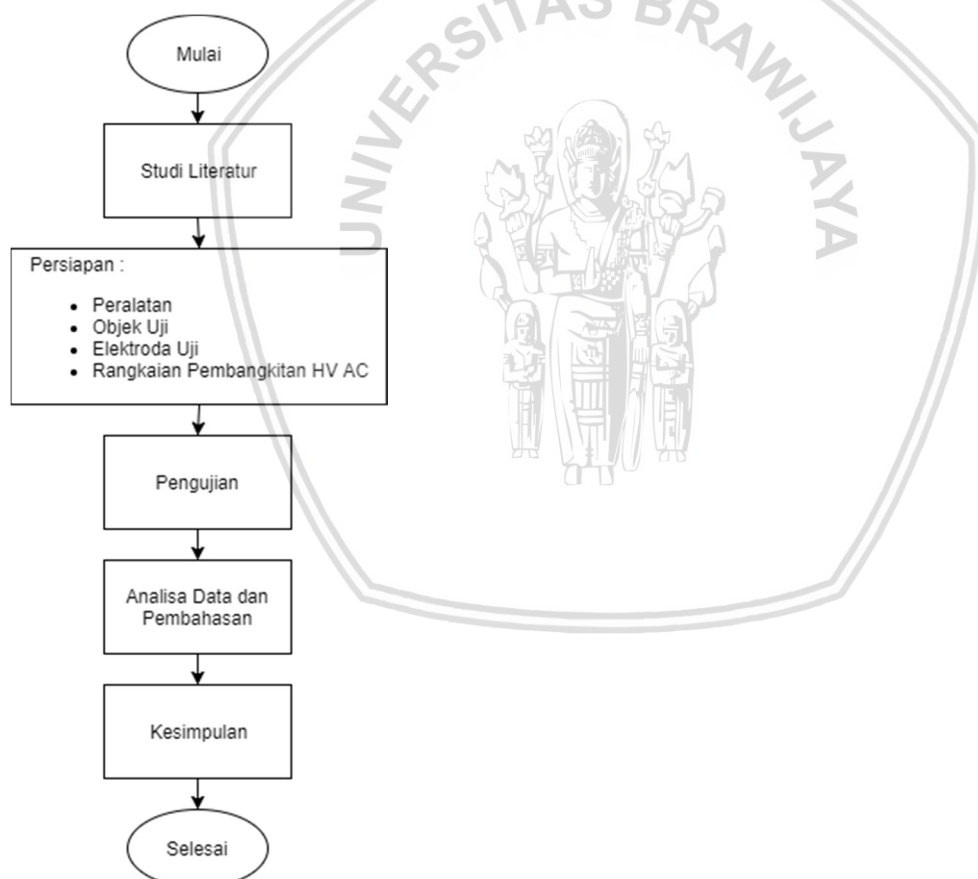 UNIVERSITAS BRAWIJAYA
Mulai
Studi Literatur
Persiapan :
• Peralatan
• Objek Uji
• Elektroda Uji
• Rangkaian Pembangkitan HV AC
Pengujian
Analisa Data dan
Pembahasan
Kesimpulan
Selesai